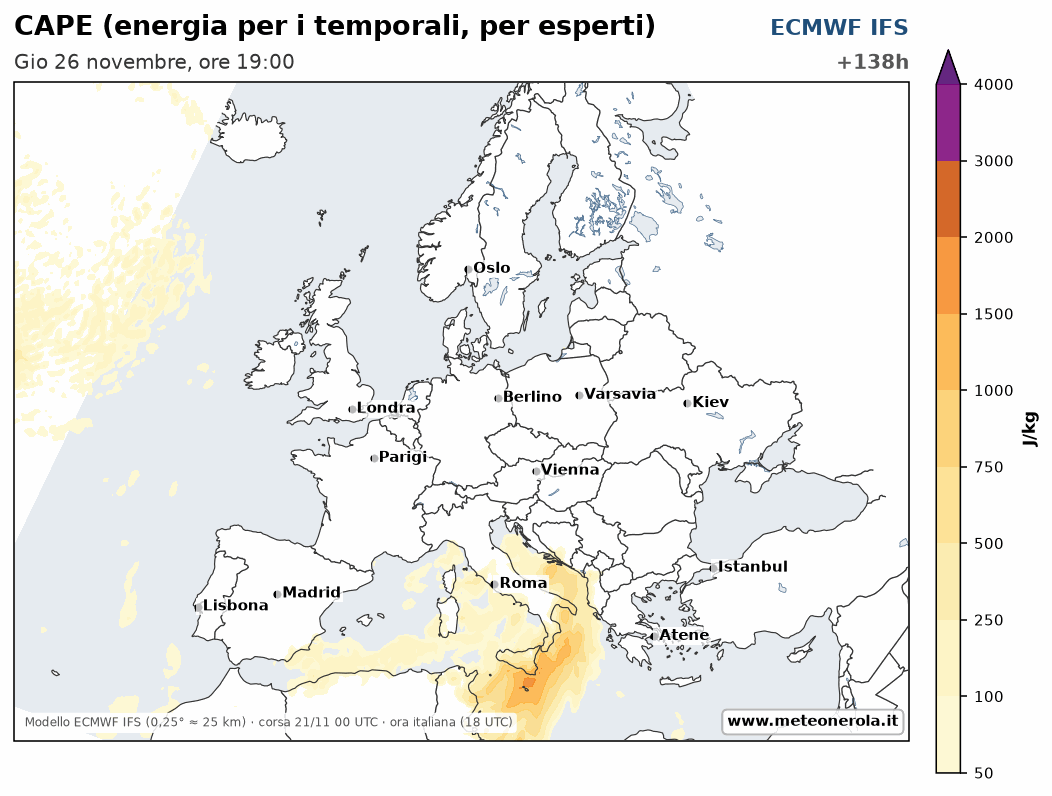 CAPE (energia per i temporali, per esperti)
ECMWF IFS
Gio 26 novembre, ore 19:00
+138h
4000
3000
2000
1500
1000
750
500
250
100
50
J/kg
Oslo
Londra
Berlino
Varsavia
Kiev
Parigi
Vienna
Istanbul
Roma
Madrid
Lisbona
Atene
Modello ECMWF IFS (0,25° ≈ 25 km) · corsa 21/11 00 UTC · ora italiana (18 UTC)
www.meteonerola.it